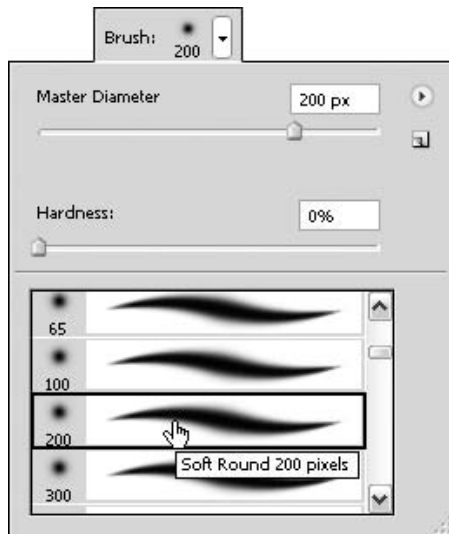 Brush:
200
Master Diameter 200 px
Hardness: 0%
65
100
200
Soft Round 200 pixels
300